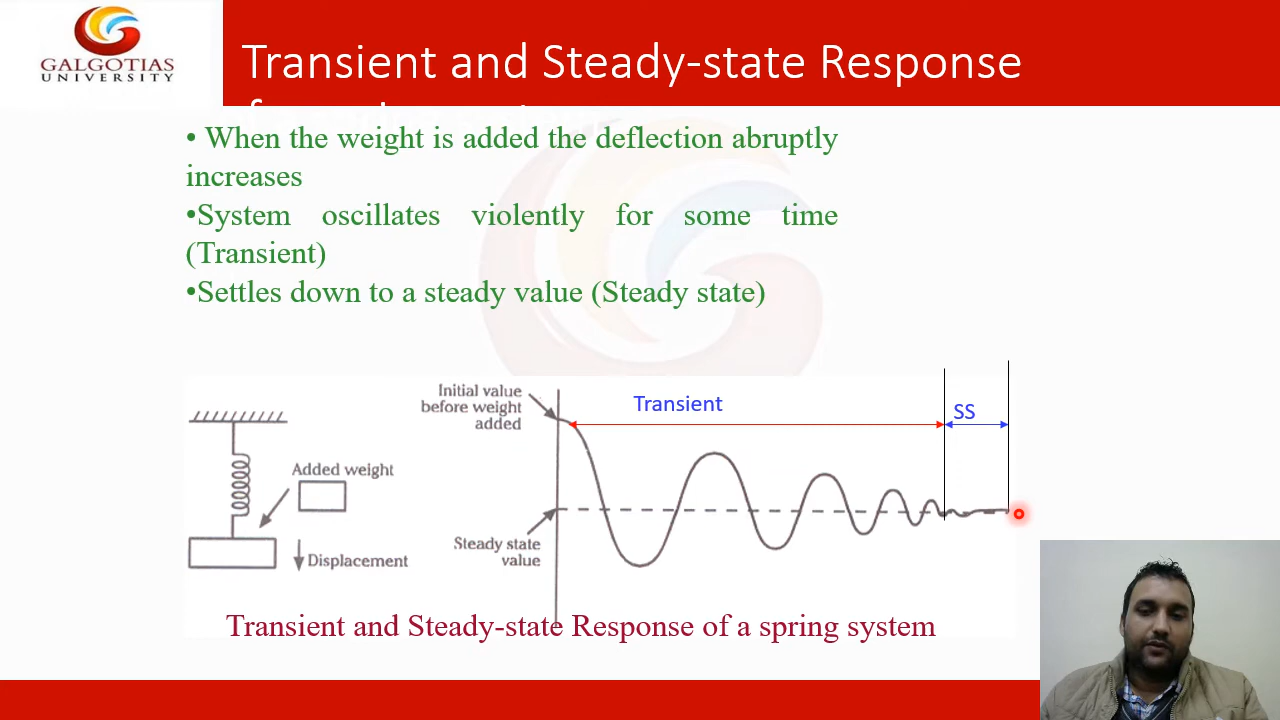 GALGOTIAS
UNIVERSITY
Transient and Steady-state Response
• When the weight is added the deflection abruptly
increases
•System oscillates violently for some time
(Transient)
•Settles down to a steady value (Steady state)
Initial value
before weight
added
Transient
SS
Added weight
Steady state
value
Displacement
Transient and Steady-state Response of a spring system